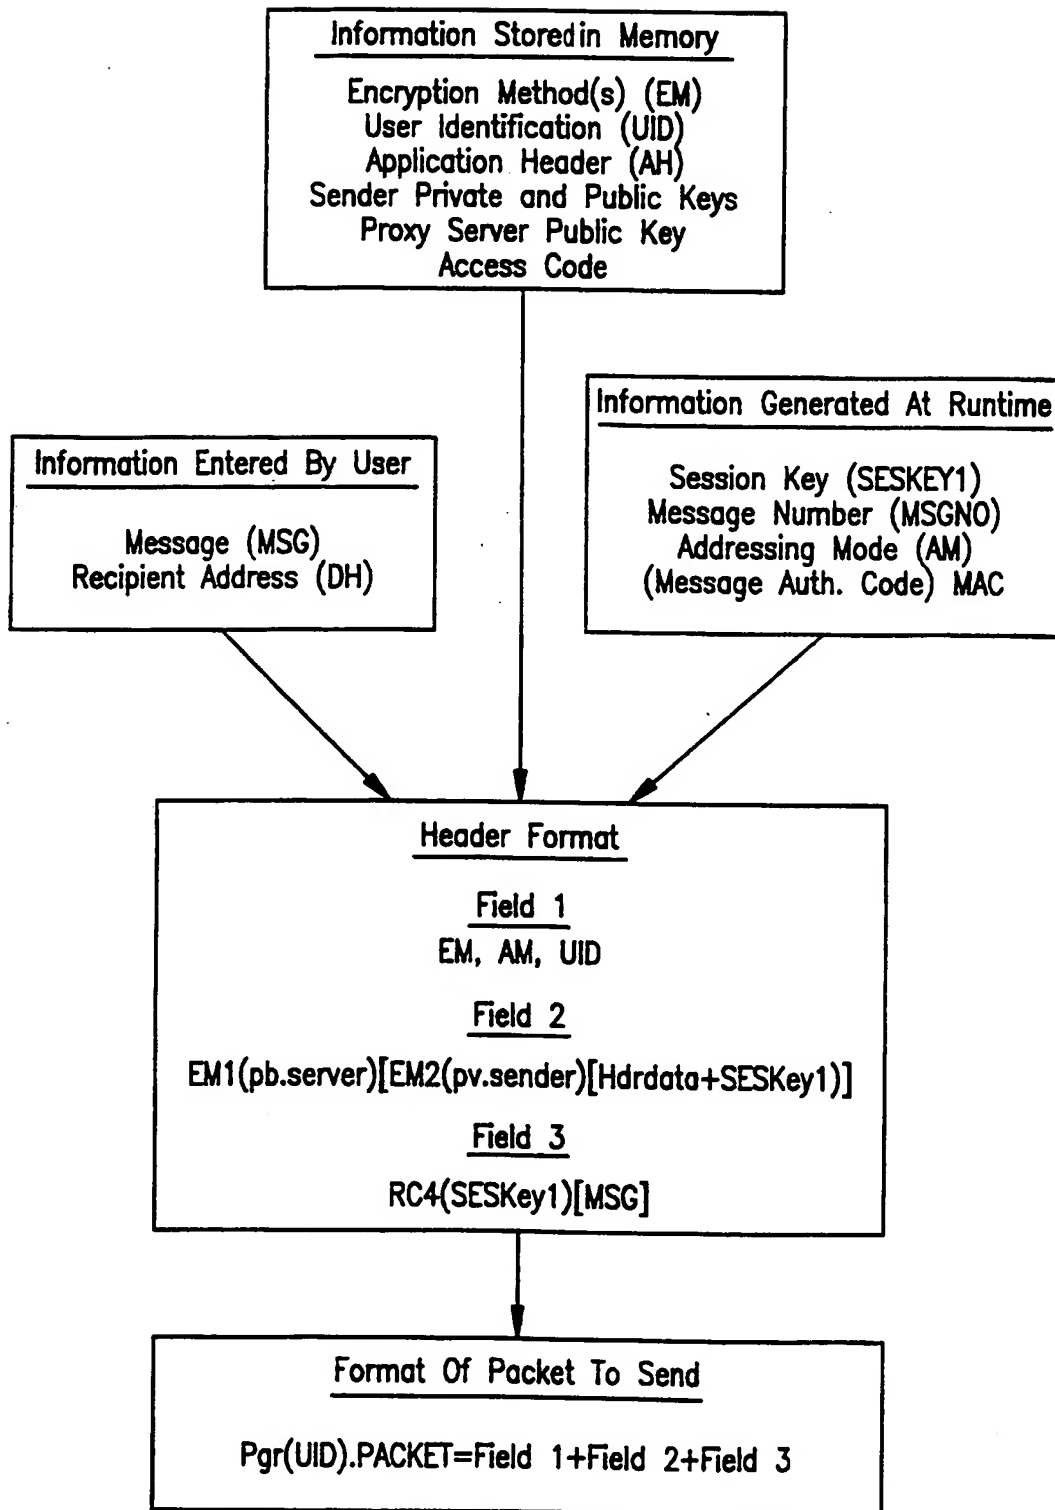 Information Stored in Memory
Encryption Method(s) (EM)
User Identification (UID)
Application Header (AH)
Sender Private and Public Keys
Proxy Server Public Key
Access Code
Information Entered By User
Message (MSG)
Recipient Address (DH)
Information Generated At Runtime
Session Key (SESKEY1)
Message Number (MSGNO)
Addressing Mode (AM)
(Message Auth. Code) MAC
Header Format
Field 1
EM, AM, UID
Field 2
EM1(pb.server)[EM2(pv.sender)[Hdrdata+SESKey1)]
Field 3
RC4(SESKey1)[MSG]
Format Of Packet To Send
Pgr(UID).PACKET=Field 1+Field 2+Field 3